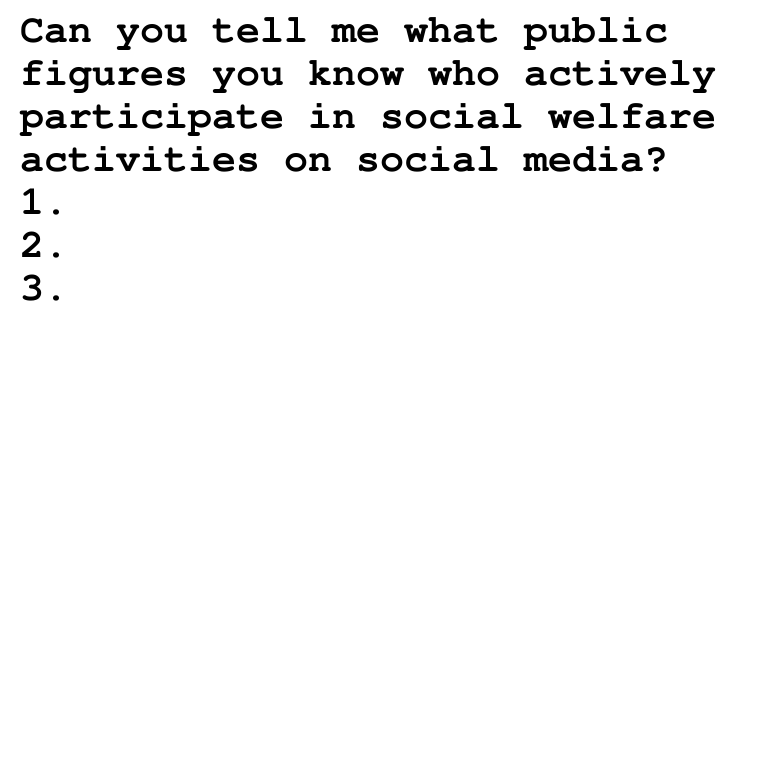 Can you tell me what public
figures you know who actively
participate in social welfare
activities on social media?
1.
2.
3.